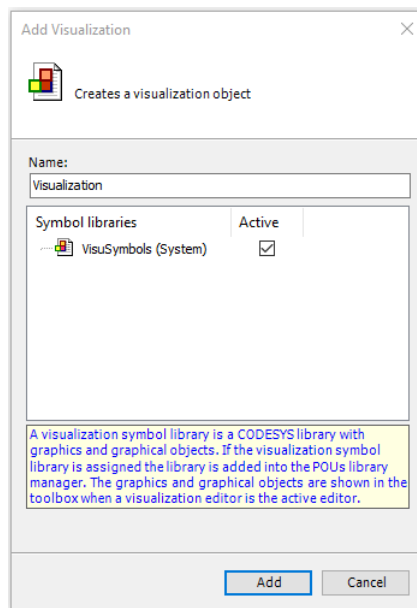 Add Visualization
Creates a visualization object
Name:
Visualization
Symbol libraries Active
VisuSymbols (System)
A visualization symbol library is a CODESYS library with
graphics and graphical objects. If the visualization symbol
library is assigned the library is added into the POUs library
manager. The graphics and graphical objects are shown in the
toolbox when a visualization editor is the active editor.
Add Cancel